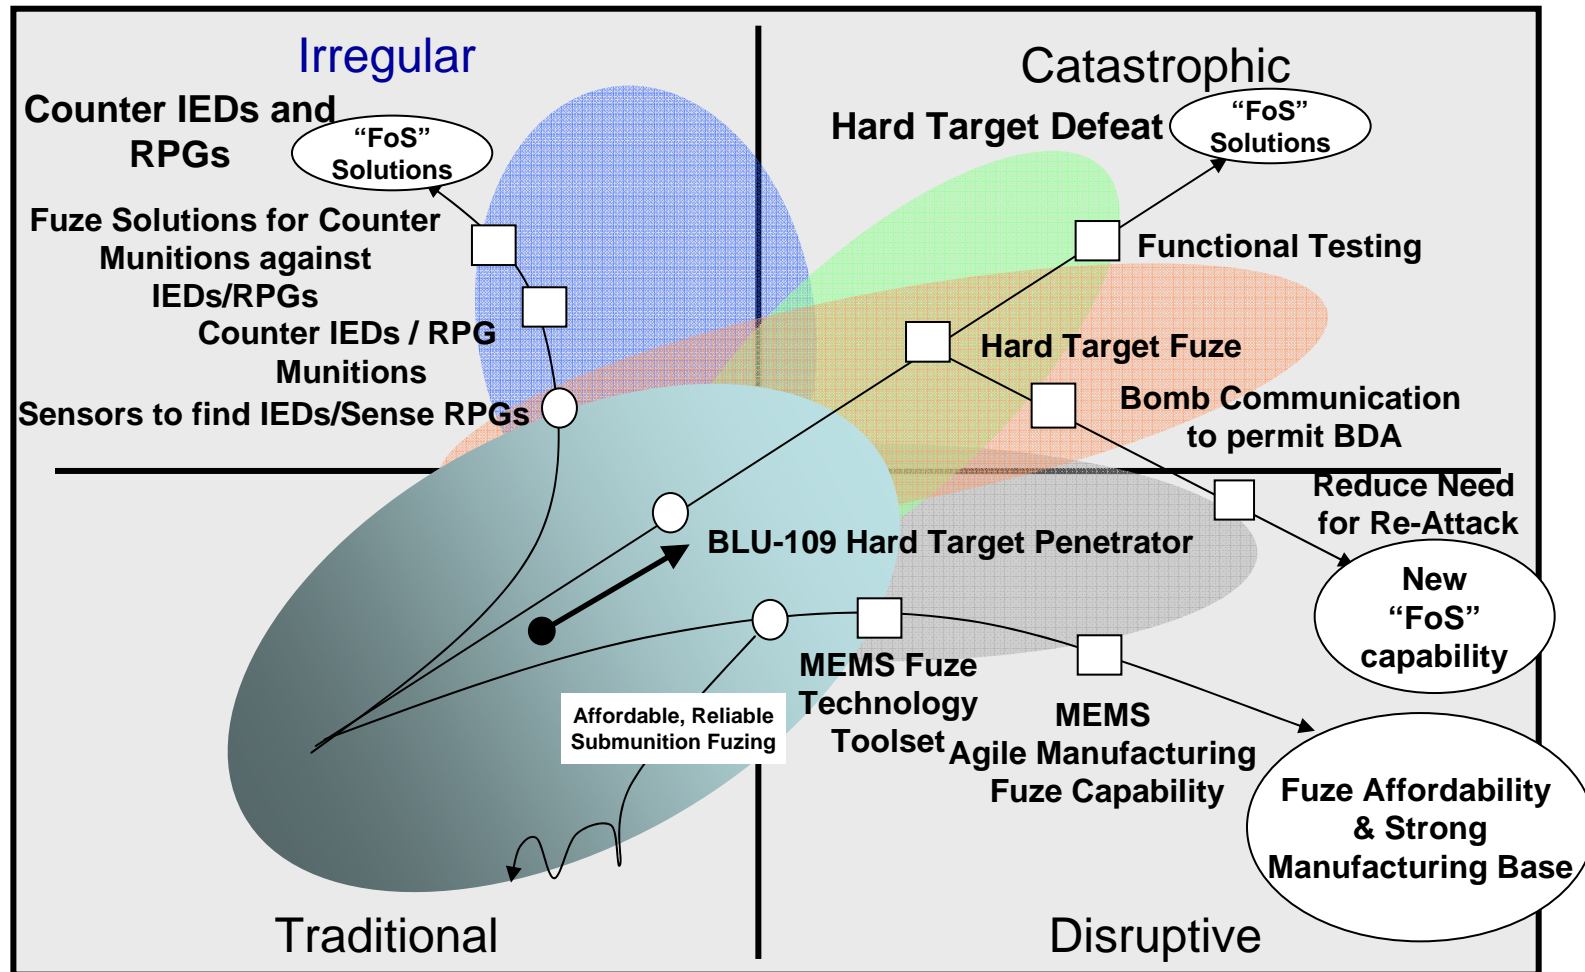 Irregular
Counter IEDs and
RPGs
“FoS”
Solutions
Fuze Solutions for Counter
Munitions against
IEDs/RPGs
Counter IEDs / RPG
Munitions
Sensors to find IEDs/Sense RPGs
Catastrophic
Hard Target Defeat
“FoS”
Solutions
Functional Testing
Hard Target Fuze
Bomb Communication
to permit BDA
Reduce Need
for Re-Attack
BLU-109 Hard Target Penetrator
New
“FoS”
capability
Affordable, Reliable
Submunition Fuzing
MEMS Fuze
Technology
Toolset
MEMS
Agile Manufacturing
Fuze Capability
Fuze Affordability
& Strong
Manufacturing Base
Traditional
Disruptive